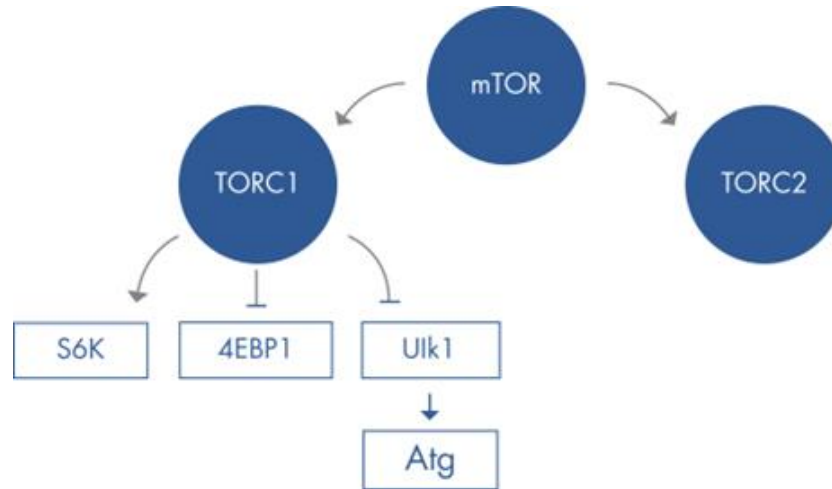 mTOR
TORC1
TORC2
S6K
4EBP1
Ulk1
Atg